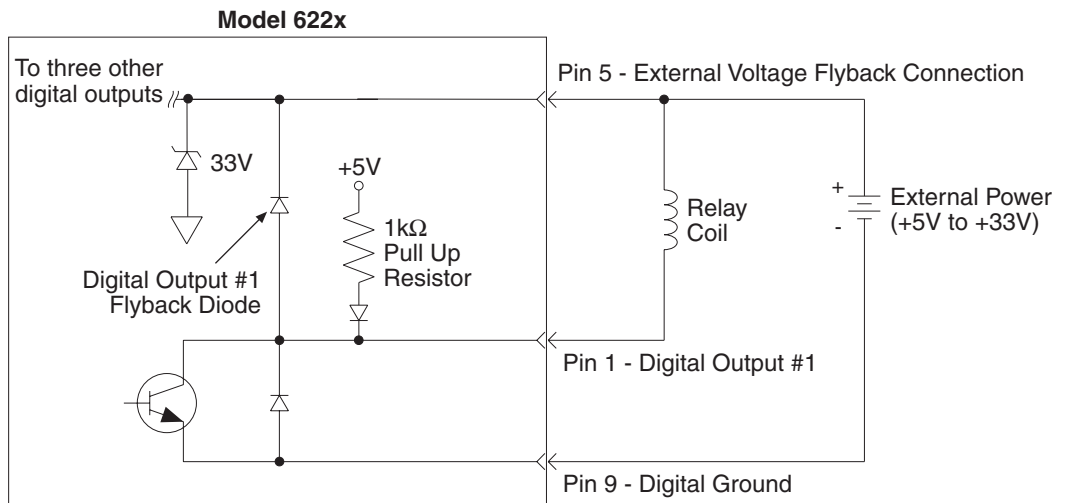 Model 622x
To three other
digital outputs
Pin 5 - External Voltage Flyback Connection
33V
+5V
1kΩ
Pull Up
Resistor
Digital Output #1
Flyback Diode
Relay
Coil
+
-
External Power
(+5V to +33V)
Pin 1 - Digital Output #1
Pin 9 - Digital Ground